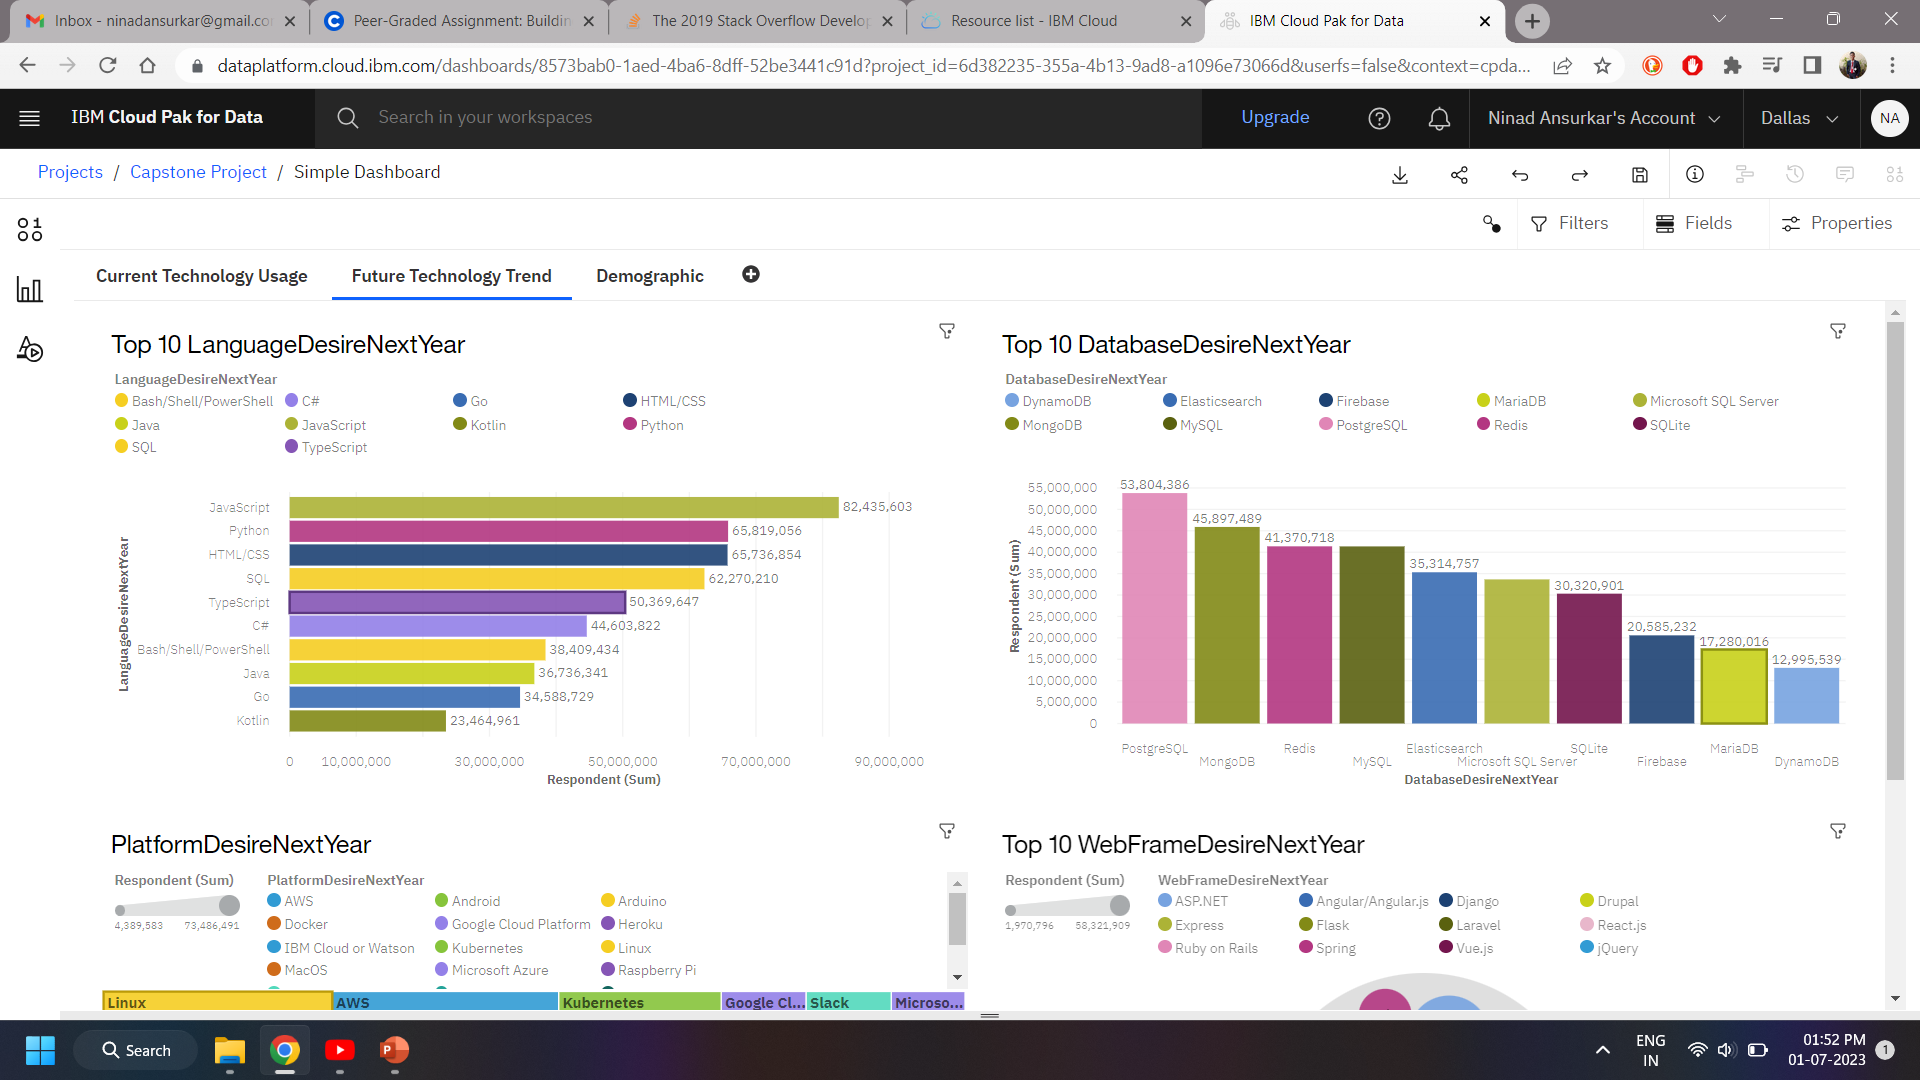 Inbox - ninadansurkar@gmail.co
Peer-Graded Assignment: Buildin
The 2019 Stack Overflow Develop
Resource list - IBM Cloud
IBM Cloud Pak for Data
dataplatform.cloud.ibm.com/dashboards/8573bab0-1aed-4ba6-8dff-52be3441c91d?project_id=6d382235-355a-4b13-9ad8-a1096e73066d&userfs=false&context=cpda...
IBM Cloud Pak for Data
Search in your workspaces
Upgrade
Ninad Ansurkar's Account
Dallas
NA
Projects / Capstone Project / Simple Dashboard
Filters
Fields
Properties
Current Technology Usage
Future Technology Trend
Demographic
Top 10 LanguageDesireNextYear
LanguageDesireNextYear
Bash/Shell/PowerShell C# Go HTML/CSS
Java JavaScript Kotlin Python
SQL TypeScript
LanguageDesireNextYear
JavaScript 82,435,603
Python 65,819,056
HTML/CSS 65,736,854
SQL 62,270,210
TypeScript 50,369,647
C# 44,603,822
Bash/Shell/PowerShell 38,409,434
Java 36,736,341
Go 34,588,729
Kotlin 23,464,961
0 10,000,000 30,000,000 50,000,000 70,000,000 90,000,000
Respondent (Sum)
Top 10 DatabaseDesireNextYear
DatabaseDesireNextYear
DynamoDB Elasticsearch Firebase MariaDB Microsoft SQL Server
MongoDB MySQL PostgreSQL Redis SQLite
Respondent (Sum)
55,000,000
50,000,000
45,000,000
40,000,000
35,000,000
30,000,000
25,000,000
20,000,000
15,000,000
10,000,000
5,000,000
0
53,804,386
45,897,489
41,370,718
35,314,757
30,320,901
20,585,232
17,280,016
12,995,539
PostgreSQL Redis Elasticsearch SQLite MariaDB
MongoDB MySQL Microsoft SQL Server Firebase DynamoDB
DatabaseDesireNextYear
PlatformDesireNextYear
Respondent (Sum)
4,389,583 73,486,491
PlatformDesireNextYear
AWS Android Arduino
Docker Google Cloud Platform Heroku
IBM Cloud or Watson Kubernetes Linux
MacOS Microsoft Azure Raspberry Pi
Linux AWS Kubernetes Google Cl... Slack Microso...
Top 10 WebFrameDesireNextYear
Respondent (Sum)
1,970,796 58,321,909
WebFrameDesireNextYear
ASP.NET Angular/Angular.js Django Drupal
Express Flask Laravel React.js
Ruby on Rails Spring Vue.js jQuery
Search
ENG
IN
01:52 PM
01-07-2023
1